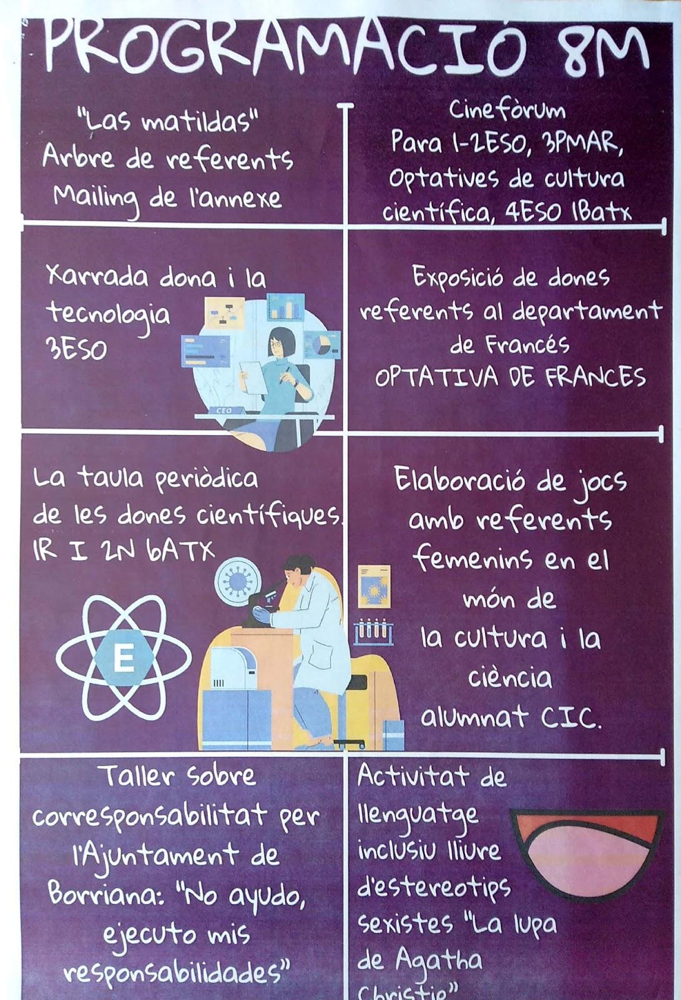 PROGRAMACIÓ 8M
"Las matildas"
Arbre de referents
Mailing de l'annexe
Cinefòrum
Para 1-2ESO, 3PMAR,
Optatives de cultura
científica, 4ESO 1Batx
Xarrada dona i la
tecnologia
3ESO
CEO
Exposició de dones
referents al departament
de Francés
OPTATIVA DE FRANCES
La taula periòdica
de les dones científiques.
1R I 2N bATX
E
Elaboració de jocs
amb referents
femenins en el
món de
la cultura i la
ciència
alumnat CIC.
Taller sobre
corresponsabilitat per
l'Ajuntament de
Borriana: "No ayudo,
ejecuto mis
responsabilidades"
Activitat de
llenguatge
inclusiu lliure
d'estereotips
sexistes "La lupa
de Agatha
Christie"